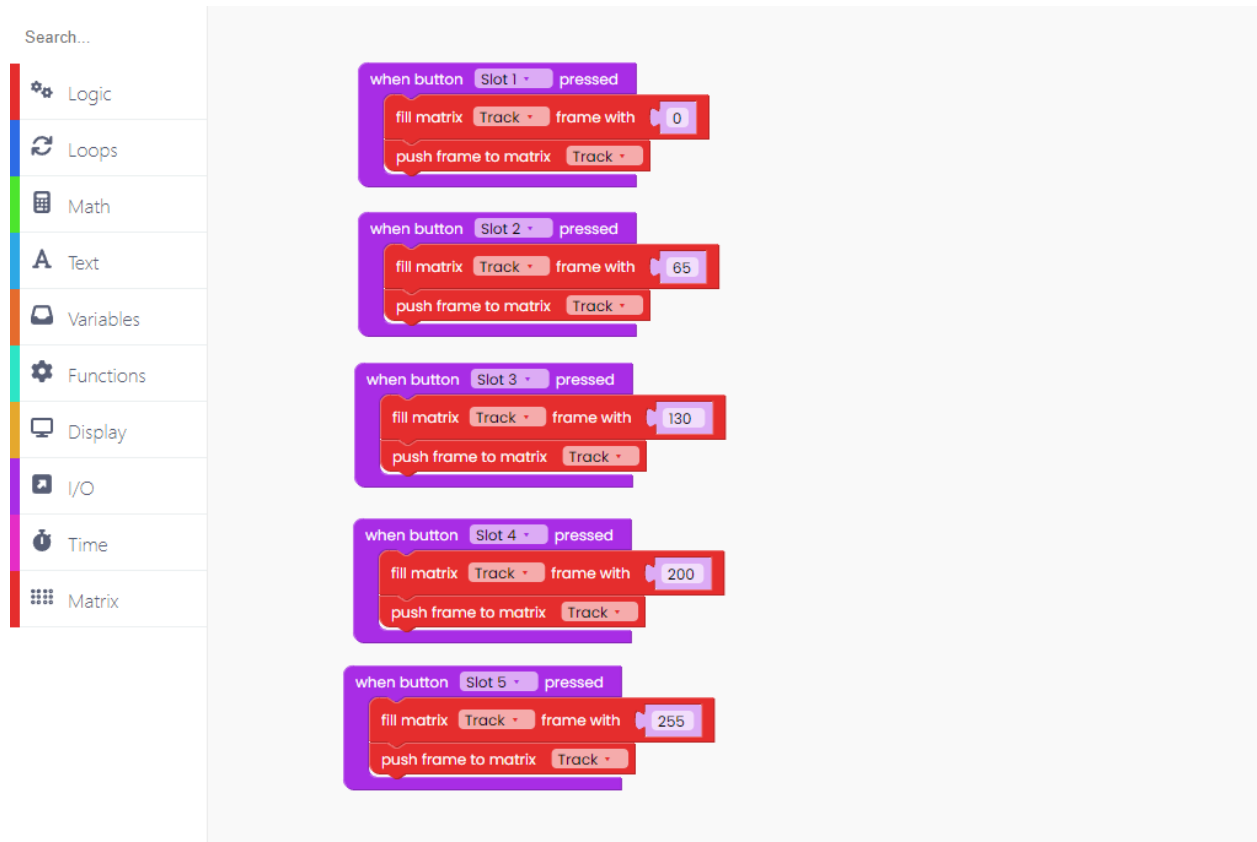 Search...
Logic
Loops
Math
Text
Variables
Functions
Display
I/O
Time
Matrix
when button Slot 1 pressed
fill matrix Track frame with 0
push frame to matrix Track
when button Slot 2 pressed
fill matrix Track frame with 65
push frame to matrix Track
when button Slot 3 pressed
fill matrix Track frame with 130
push frame to matrix Track
when button Slot 4 pressed
fill matrix Track frame with 200
push frame to matrix Track
when button Slot 5 pressed
fill matrix Track frame with 255
push frame to matrix Track